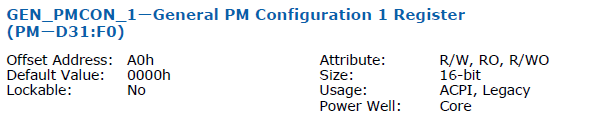 GEN_PMCON_1—General PM Configuration 1 Register
(PM—D31:F0)
Offset Address: A0h Attribute: R/W, RO, R/WO
Default Value: 0000h Size: 16-bit
Lockable: No Usage: ACPI, Legacy
Power Well: Core